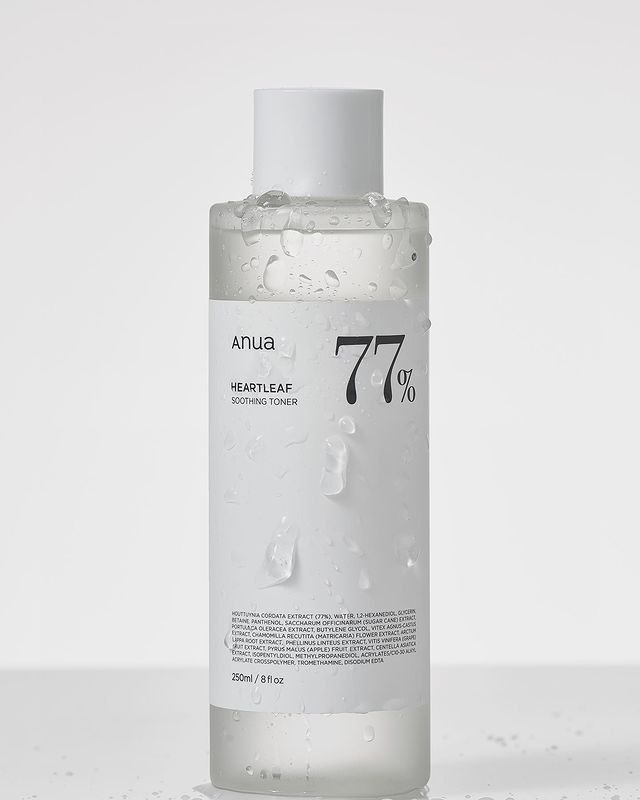 Anua
77%
HEARTLEAF
SOOTHING TONER
HOUTTUYNIA CORDATA EXTRACT (77%), WATER, 1,2-HEXANEDIOL, GLYCERIN,
BETAINE, PANTHENOL, SACCHARUM OFFICINARUM (SUGAR CANE) EXTRACT,
PORTULACA OLERACEA EXTRACT, BUTYLENE GLYCOL, VITEX AGNUS-CASTUS
EXTRACT, CHAMOMILLA RECUTITA (MATRICARIA) FLOWER EXTRACT, ARCTIUM
LAPPA ROOT EXTRACT, PHELLINUS LINTEUS EXTRACT, VITIS VINIFERA (GRAPE)
FRUIT EXTRACT, PYRUS MALUS (APPLE) FRUIT EXTRACT, CENTELLA ASIATICA
EXTRACT, ISOPENTYLDIOL, METHYLPROPANEDIOL, ACRYLATES/C10-30 ALKYL
ACRYLATE CROSSPOLYMER, TROMETHAMINE, DISODIUM EDTA
250ml / 8 fl oz